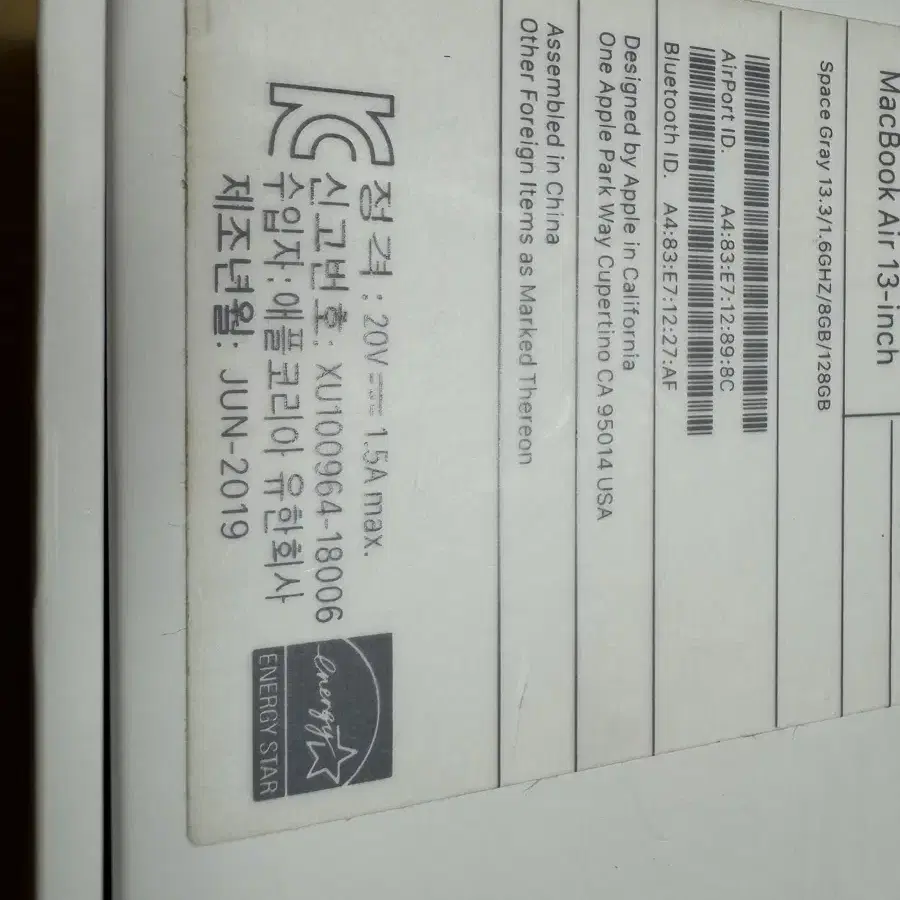 MacBook Air 13-inch
Space Gray 13.3/1.6GHZ/8GB/128GB
AirPort ID. A4:83:E7:12:89:8C
Bluetooth ID. A4:83:E7:12:27:AF
Designed by Apple in California
One Apple Park Way Cupertino CA 95014 USA
Assembled in China
Other Foreign Items as Marked Thereon
정격 : 20V ⎓ 1.5A max.
신고번호: XU100964-18006
수입자: 애플코리아 유한회사
제조년월: JUN-2019
energy
ENERGY STAR